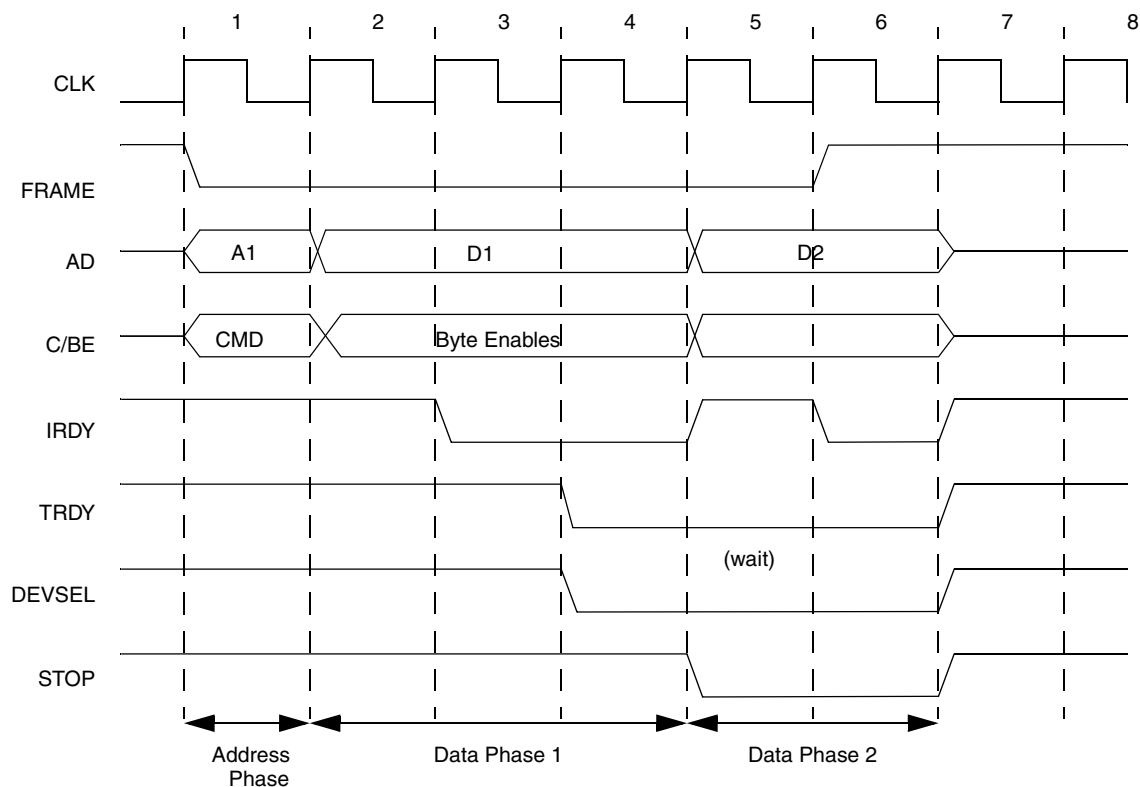 1 2 3 4 5 6 7 8
CLK
FRAME
AD A1 D1 D2
C/BE CMD Byte Enables
IRDY
TRDY
(wait)
DEVSEL
STOP
Address
Phase
Data Phase 1
Data Phase 2